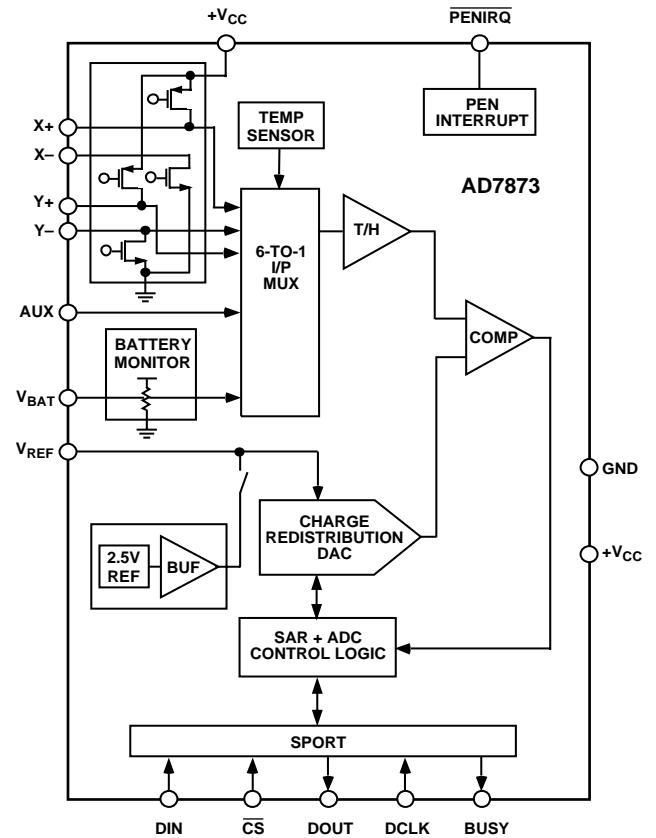 +VCC
PENIRQ
PEN
INTERRUPT
X+
X–
Y+
Y–
TEMP
SENSOR
AD7873
6-TO-1
I/P
MUX
T/H
AUX
COMP
BATTERY
MONITOR
VBAT
VREF
GND
CHARGE
REDISTRIBUTION
DAC
+VCC
2.5V
REF
BUF
SAR + ADC
CONTROL LOGIC
SPORT
DIN
CS
DOUT
DCLK
BUSY